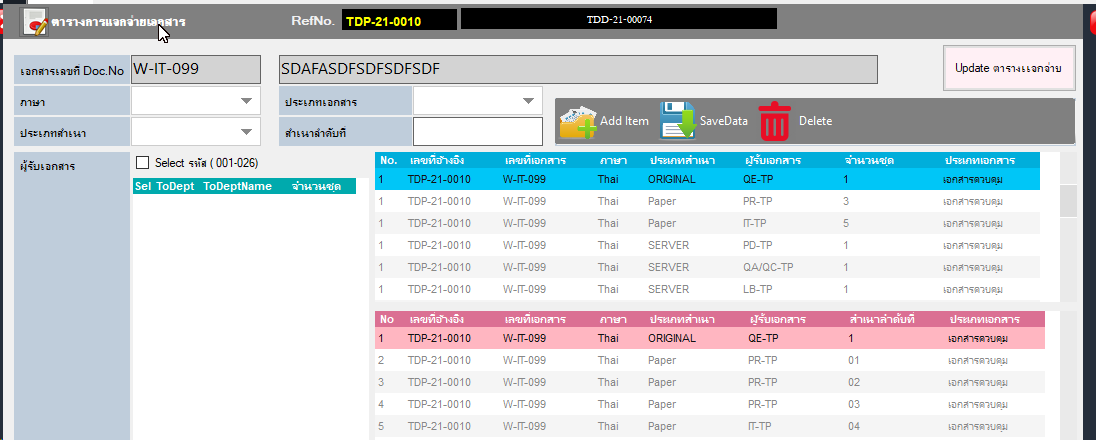 ตารางการแจกจ่ายเอกสาร RefNo. TDP-21-0010 TDD-21-00074
เอกสารเลขที่ Doc.No W-IT-099 SDAFASDFSDFSDFSDF Update ตารางแจกจ่าย
ภาษา ประเภทเอกสาร
ประเภทสำเนา สำเนาลำดับที่
Add Item SaveData Delete
ผู้รับเอกสาร Select รหัส ( 001-026)
Sel ToDept ToDeptName จำนวนชุด
No. เลขที่อ้างอิง เลขที่เอกสาร ภาษา ประเภทสำเนา ผู้รับเอกสาร จำนวนชุด ประเภทเอกสาร
1 TDP-21-0010 W-IT-099 Thai ORIGINAL QE-TP 1 เอกสารควบคุม
1 TDP-21-0010 W-IT-099 Thai Paper PR-TP 3 เอกสารควบคุม
1 TDP-21-0010 W-IT-099 Thai Paper IT-TP 5 เอกสารควบคุม
1 TDP-21-0010 W-IT-099 Thai SERVER PD-TP 1 เอกสารควบคุม
1 TDP-21-0010 W-IT-099 Thai SERVER QA/QC-TP 1 เอกสารควบคุม
1 TDP-21-0010 W-IT-099 Thai SERVER LB-TP 1 เอกสารควบคุม
No เลขที่อ้างอิง เลขที่เอกสาร ภาษา ประเภทสำเนา ผู้รับเอกสาร สำเนาลำดับที่ ประเภทเอกสาร
1 TDP-21-0010 W-IT-099 Thai ORIGINAL QE-TP 1 เอกสารควบคุม
2 TDP-21-0010 W-IT-099 Thai Paper PR-TP 01 เอกสารควบคุม
3 TDP-21-0010 W-IT-099 Thai Paper PR-TP 02 เอกสารควบคุม
4 TDP-21-0010 W-IT-099 Thai Paper PR-TP 03 เอกสารควบคุม
5 TDP-21-0010 W-IT-099 Thai Paper IT-TP 04 เอกสารควบคุม